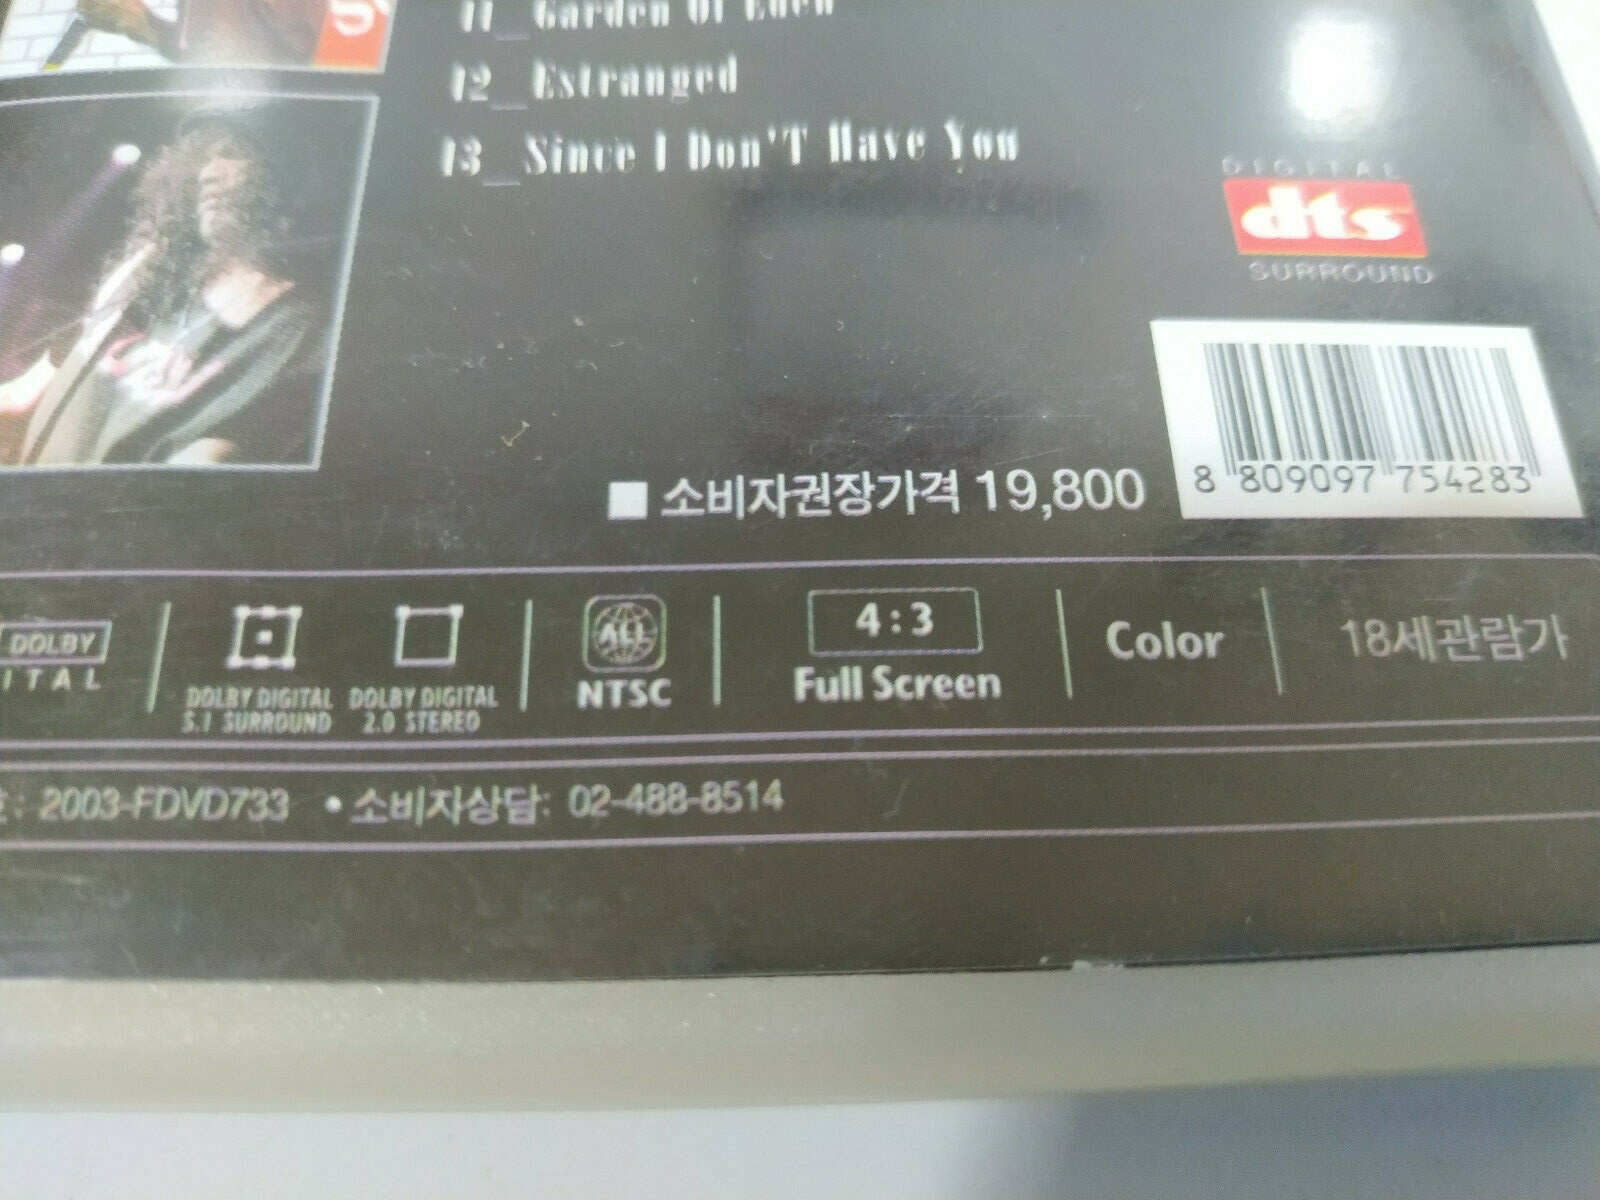 11_Garden Of Eden
12_Estranged
13_Since I Don'T Have You
DIGITAL
dts
SURROUND
8 809097 754283
■ 소비자권장가격 19,800
DOLBY
ITAL
DOLBY DIGITAL
5.1 SURROUND
DOLBY DIGITAL
2.0 STEREO
ALL
NTSC
4:3
Full Screen
Color
18세관람가
: 2003-FDVD733 • 소비자상담: 02-488-8514